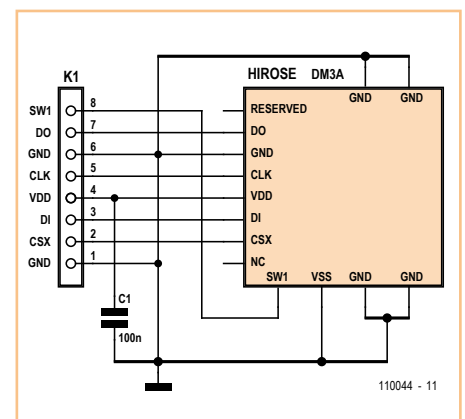 K1
HIROSE DM3A
GND GND
SW1 8 RESERVED
DO 7 DO
GND 6 GND
CLK 5 CLK
VDD 4 VDD
DI 3 DI
CSX 2 CSX
GND 1 NC
SW1 VSS GND GND
C1
100n
110044 - 11